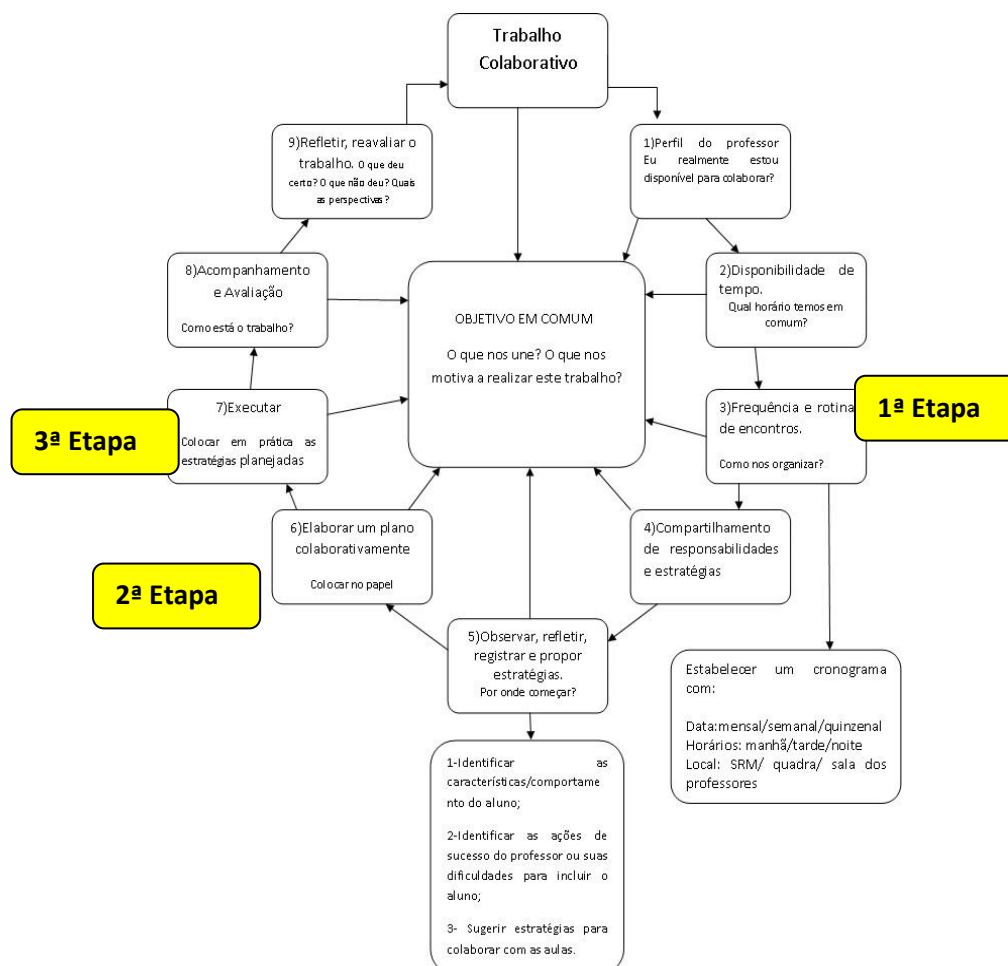 Trabalho
Colaborativo
9)Refletir, reavaliar o
trabalho. O que deu
certo? O que não deu? Quais
as perspectivas?
1)Perfil do professor
Eu realmente estou
disponível para colaborar?
8)Acompanhamento
e Avaliação
Como está o trabalho?
OBJETIVO EM COMUM
O que nos une? O que nos
motiva a realizar este trabalho?
2)Disponibilidade de
tempo.
Qual horário temos em
comum?
3ª Etapa
7)Executar
Colocar em prática as
estratégias planejadas
3)Frequência e rotina
de encontros.
Como nos organizar?
1ª Etapa
2ª Etapa
6)Elaborar um plano
colaborativamente
Colocar no papel
4)Compartilhamento
de responsabilidades
e estratégias
5)Observar, refletir,
registrar e propor
estratégias.
Por onde começar?
Estabelecer um cronograma
com:
Data:mensal/semanal/quinzenal
Horários: manhã/tarde/noite
Local: SRM/ quadra/ sala dos
professores
1-Identificar as
características/comportame
nto do aluno;
2-Identificar as ações de
sucesso do professor ou suas
dificuldades para incluir o
aluno;
3- Sugerir estratégias para
colaborar com as aulas.